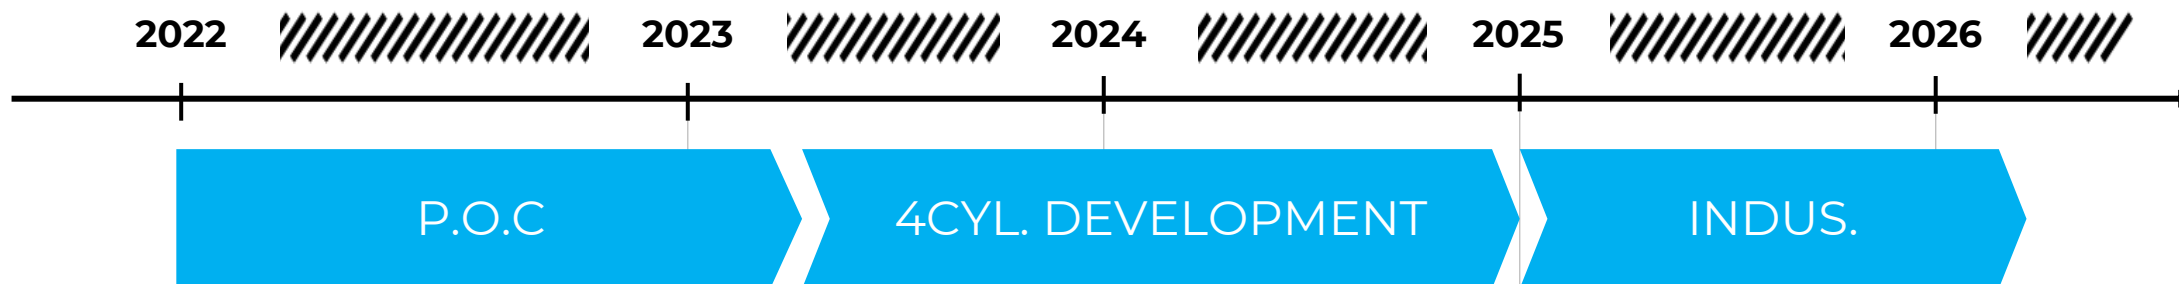 2022 2023 2024 2025 2026
P.O.C 4CYL. DEVELOPMENT INDUS.